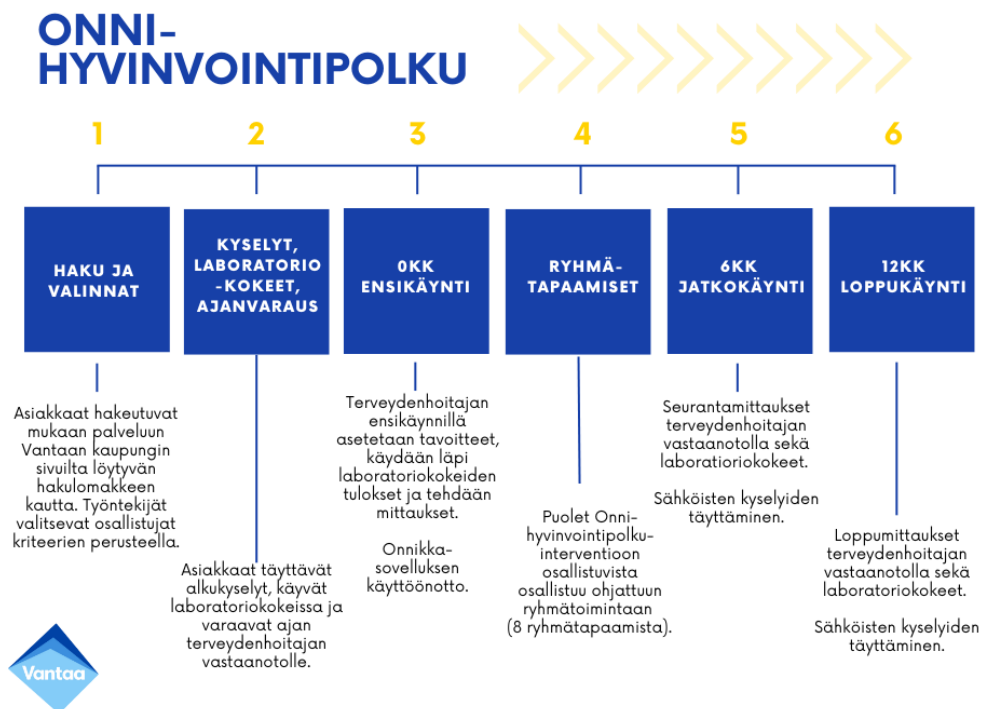 ONNI-
HYVINVOINTIPOLKU
1
2
3
4
5
6
HAKU JA
VALINNAT
KYSELYT,
LABORATORIO
-KOKEET,
AJANVARAUS
0KK
ENSIKÄYNTI
RYHMÄ-
TAPAAMISET
6KK
JATKOKÄYNTI
12KK
LOPPUKÄYNTI
Asiakkaat hakeutuvat
mukaan palveluun
Vantaan kaupungin
sivuilta löytyvän
hakulomakkeen
kautta. Työntekijät
valitsevat osallistujat
kriteerien perusteella.
Asiakkaat täyttävät
alkukyselyt, käyvät
laboratoriokokeissa ja
varaavat ajan
terveydenhoitajan
vastaanotolle.
Terveydenhoitajan
ensikäynnillä
asetetaan tavoitteet,
käydään läpi
laboratoriokokeiden
tulokset ja tehdään
mittaukset.
Onnikka-
sovelluksen
käyttöönotto.
Puolet Onni-
hyvinvointipolku-
interventioon
osallistuvista
osallistuu ohjattuun
ryhmätoimintaan
(8 ryhmätapaamista).
Seurantamittaukset
terveydenhoitajan
vastaanotolla sekä
laboratioriokokeet.
Sähköisten kyselyiden
täyttäminen.
Loppumittaukset
terveydenhoitajan
vastaanotolla sekä
laboratoriokokeet.
Sähköisten kyselyiden
täyttäminen.
Vantaa